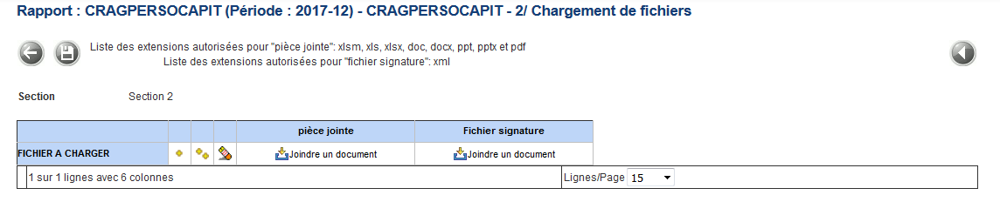 Rapport : CRAGPERSOCAPIT (Période : 2017-12) - CRAGPERSOCAPIT - 2/ Chargement de fichiers
Liste des extensions autorisées pour "pièce jointe": xlsm, xls, xlsx, doc, docx, ppt, pptx et pdf
Liste des extensions autorisées pour "fichier signature": xml
Section Section 2
pièce jointe Fichier signature
FICHIER A CHARGER Joindre un document Joindre un document
1 sur 1 lignes avec 6 colonnes Lignes/Page 15